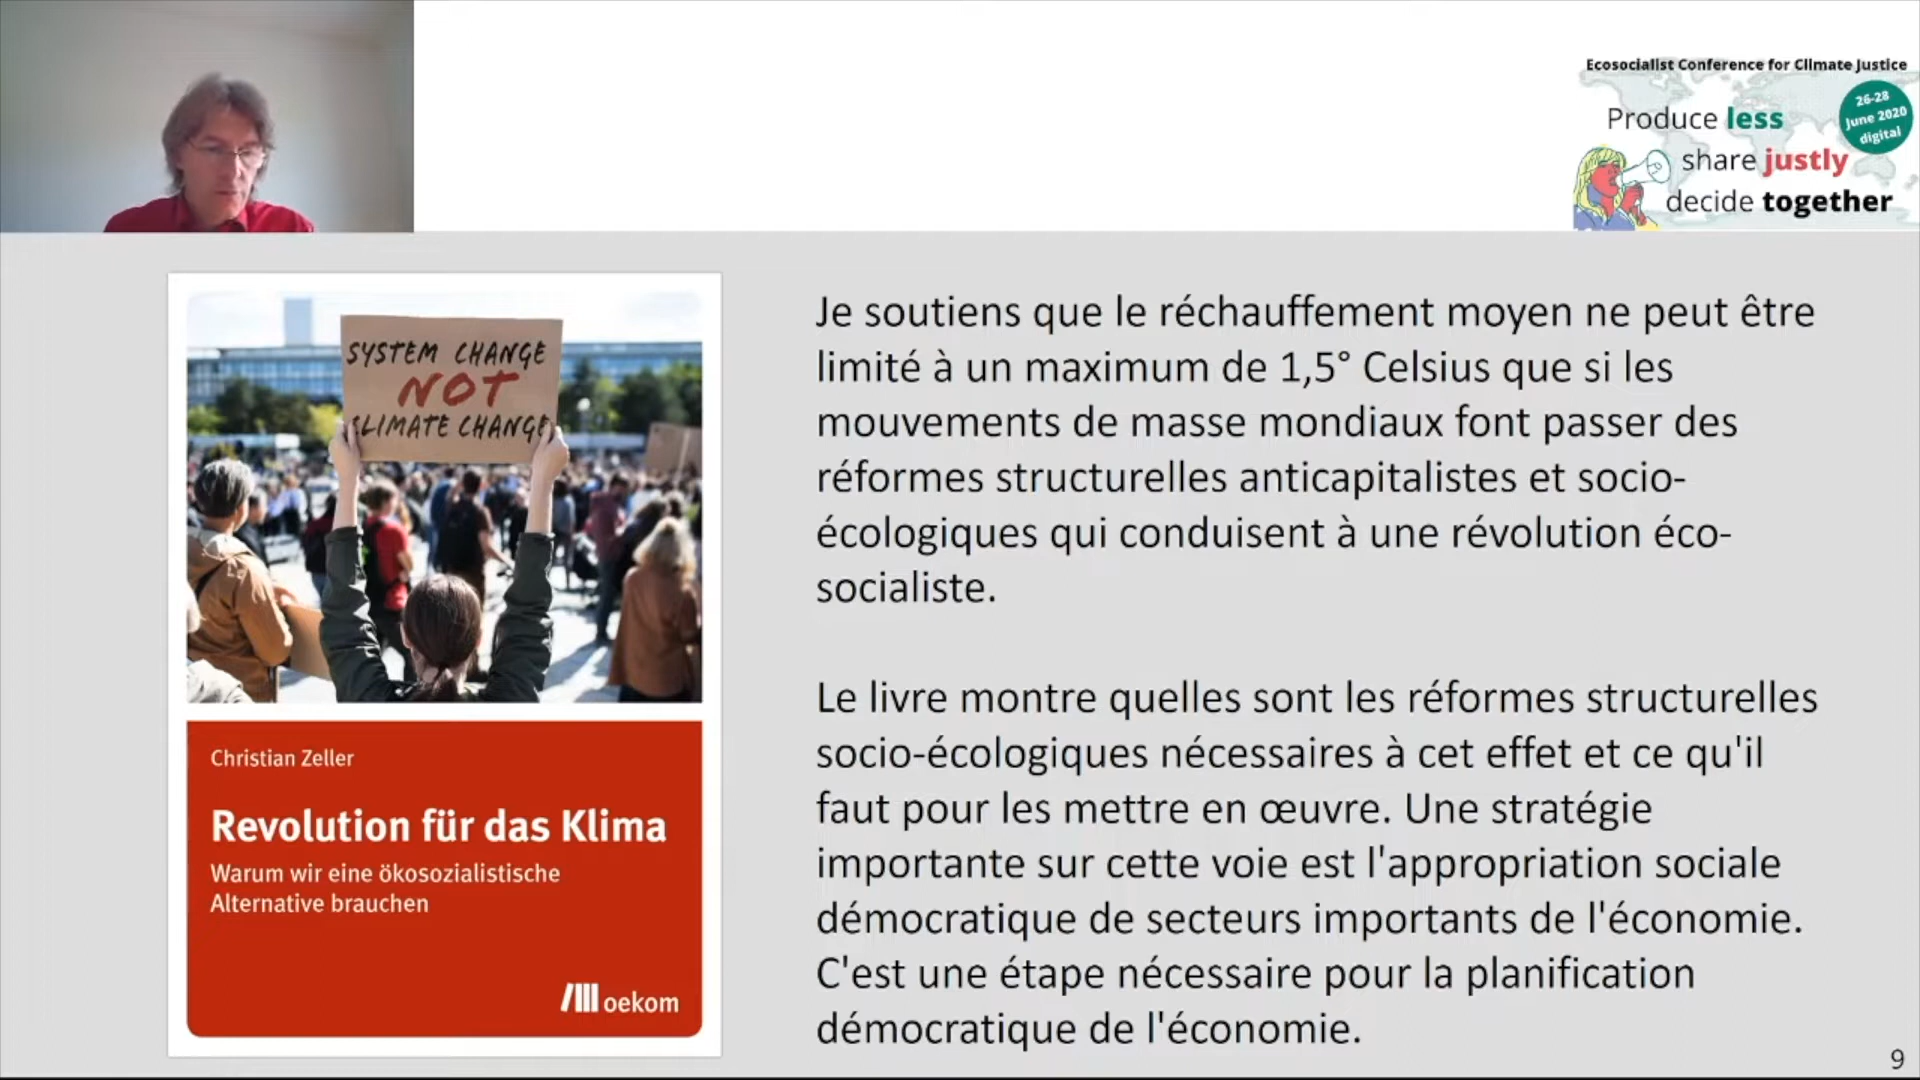 Ecosocialist Conference for Climate Justice
26-28
June 2020
digital
Produce less
share justly
decide together
SYSTEM CHANGE
NOT
CLIMATE CHANGE
Christian Zeller
Revolution für das Klima
Warum wir eine ökosozialistische
Alternative brauchen
oekom
Je soutiens que le réchauffement moyen ne peut être
limité à un maximum de 1,5° Celsius que si les
mouvements de masse mondiaux font passer des
réformes structurelles anticapitalistes et socio-
écologiques qui conduisent à une révolution éco-
socialiste.
Le livre montre quelles sont les réformes structurelles
socio-écologiques nécessaires à cet effet et ce qu'il
faut pour les mettre en œuvre. Une stratégie
importante sur cette voie est l'appropriation sociale
démocratique de secteurs importants de l'économie.
C'est une étape nécessaire pour la planification
démocratique de l'économie.
9